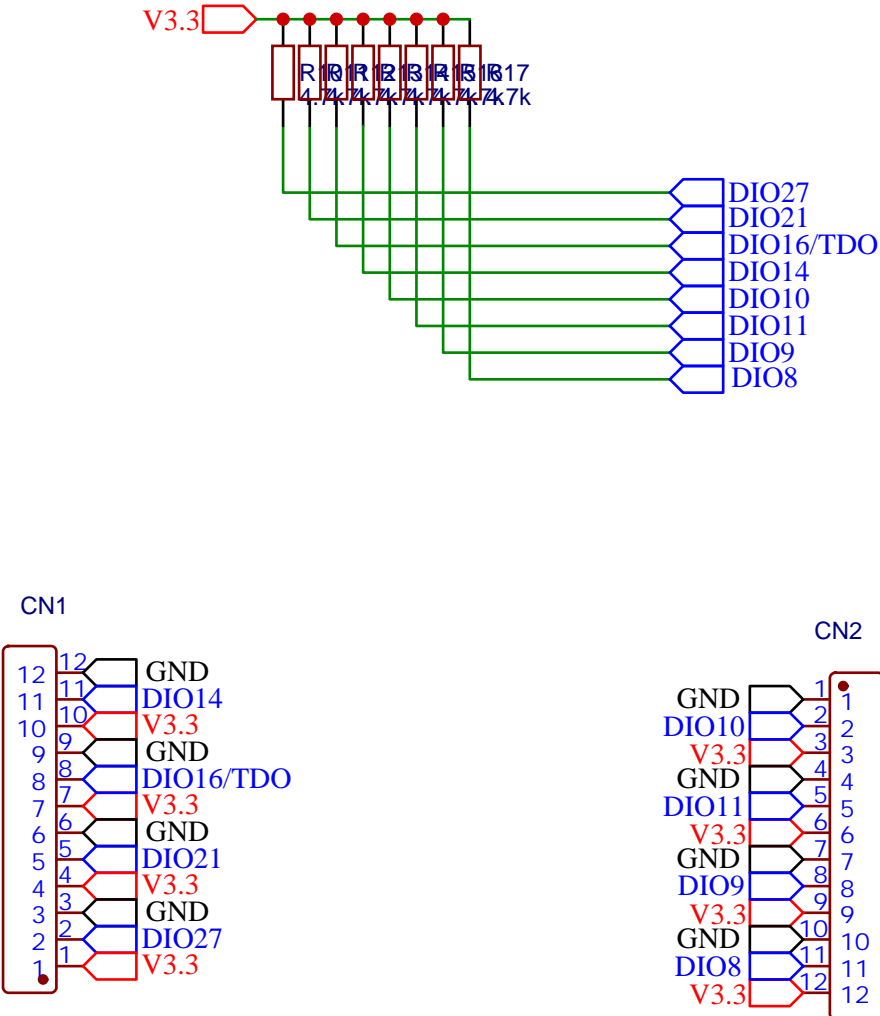 V3.3
R17
4.7k
DIO27
DIO21
DIO16/TDO
DIO14
DIO10
DIO11
DIO9
DIO8
CN1
12 12 GND
11 11 DIO14
10 10 V3.3
9 9 GND
8 8 DIO16/TDO
7 7 V3.3
6 6 GND
5 5 DIO21
4 4 V3.3
3 3 GND
2 2 DIO27
1 1 V3.3
CN2
GND 1 1
DIO10 2 2
V3.3 3 3
GND 4 4
DIO11 5 5
V3.3 6 6
GND 7 7
DIO9 8 8
V3.3 9 9
GND 10 10
DIO8 11 11
V3.3 12 12